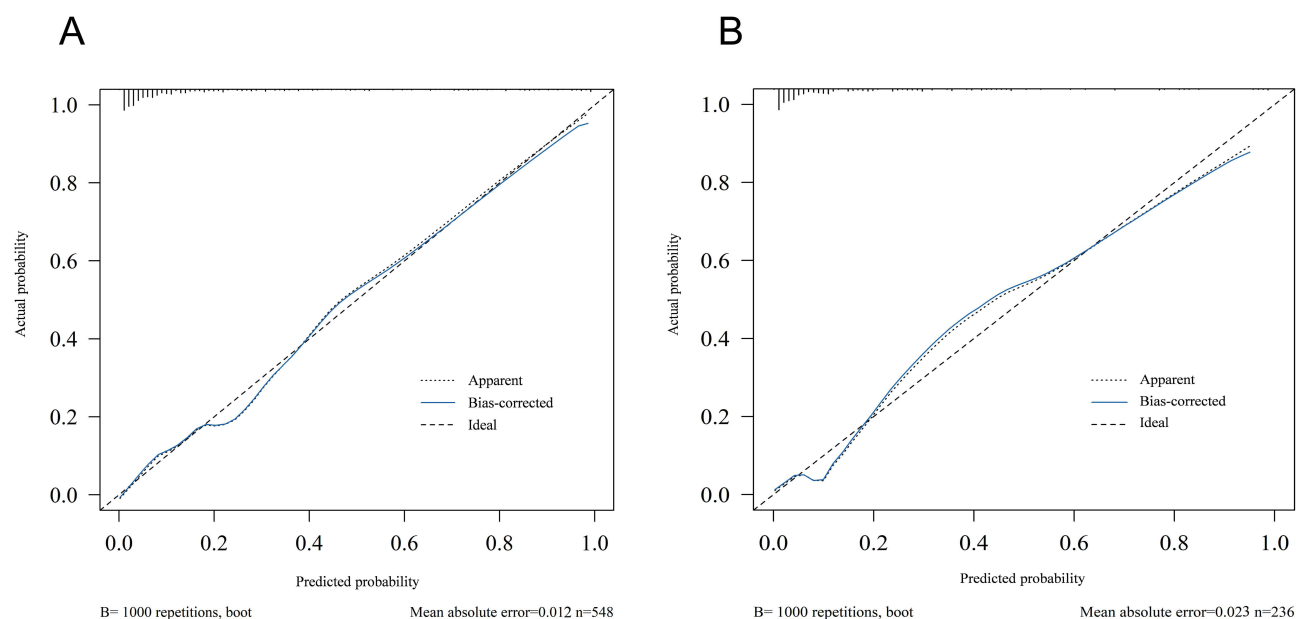 A
1.0
0.8
0.6
0.4
0.2
0.0
Actual probability
Apparent
Bias-corrected
Ideal
0.0 0.2 0.4 0.6 0.8 1.0
Predicted probability
B= 1000 repetitions, boot
Mean absolute error=0.012 n=548
B
1.0
0.8
0.6
0.4
0.2
0.0
Actual probability
Apparent
Bias-corrected
Ideal
0.0 0.2 0.4 0.6 0.8 1.0
Predicted probability
B= 1000 repetitions, boot
Mean absolute error=0.023 n=236